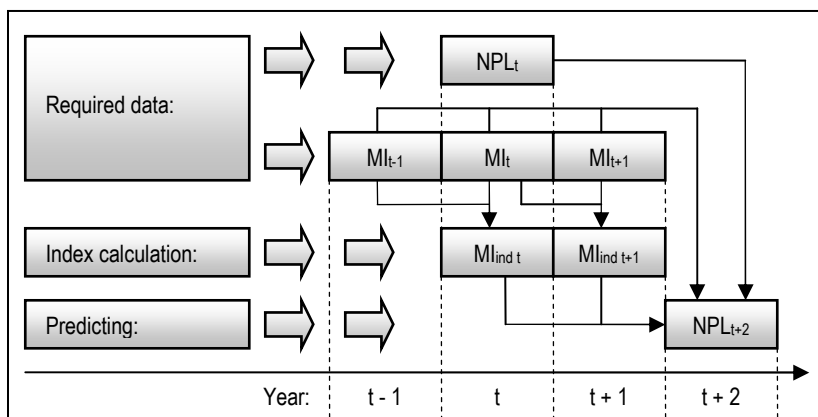 NPLt
Required data:
MIt-1 MIt MIt+1
Index calculation: MIind t MIind t+1
Predicting: NPLt+2
Year: t - 1 t t + 1 t + 2